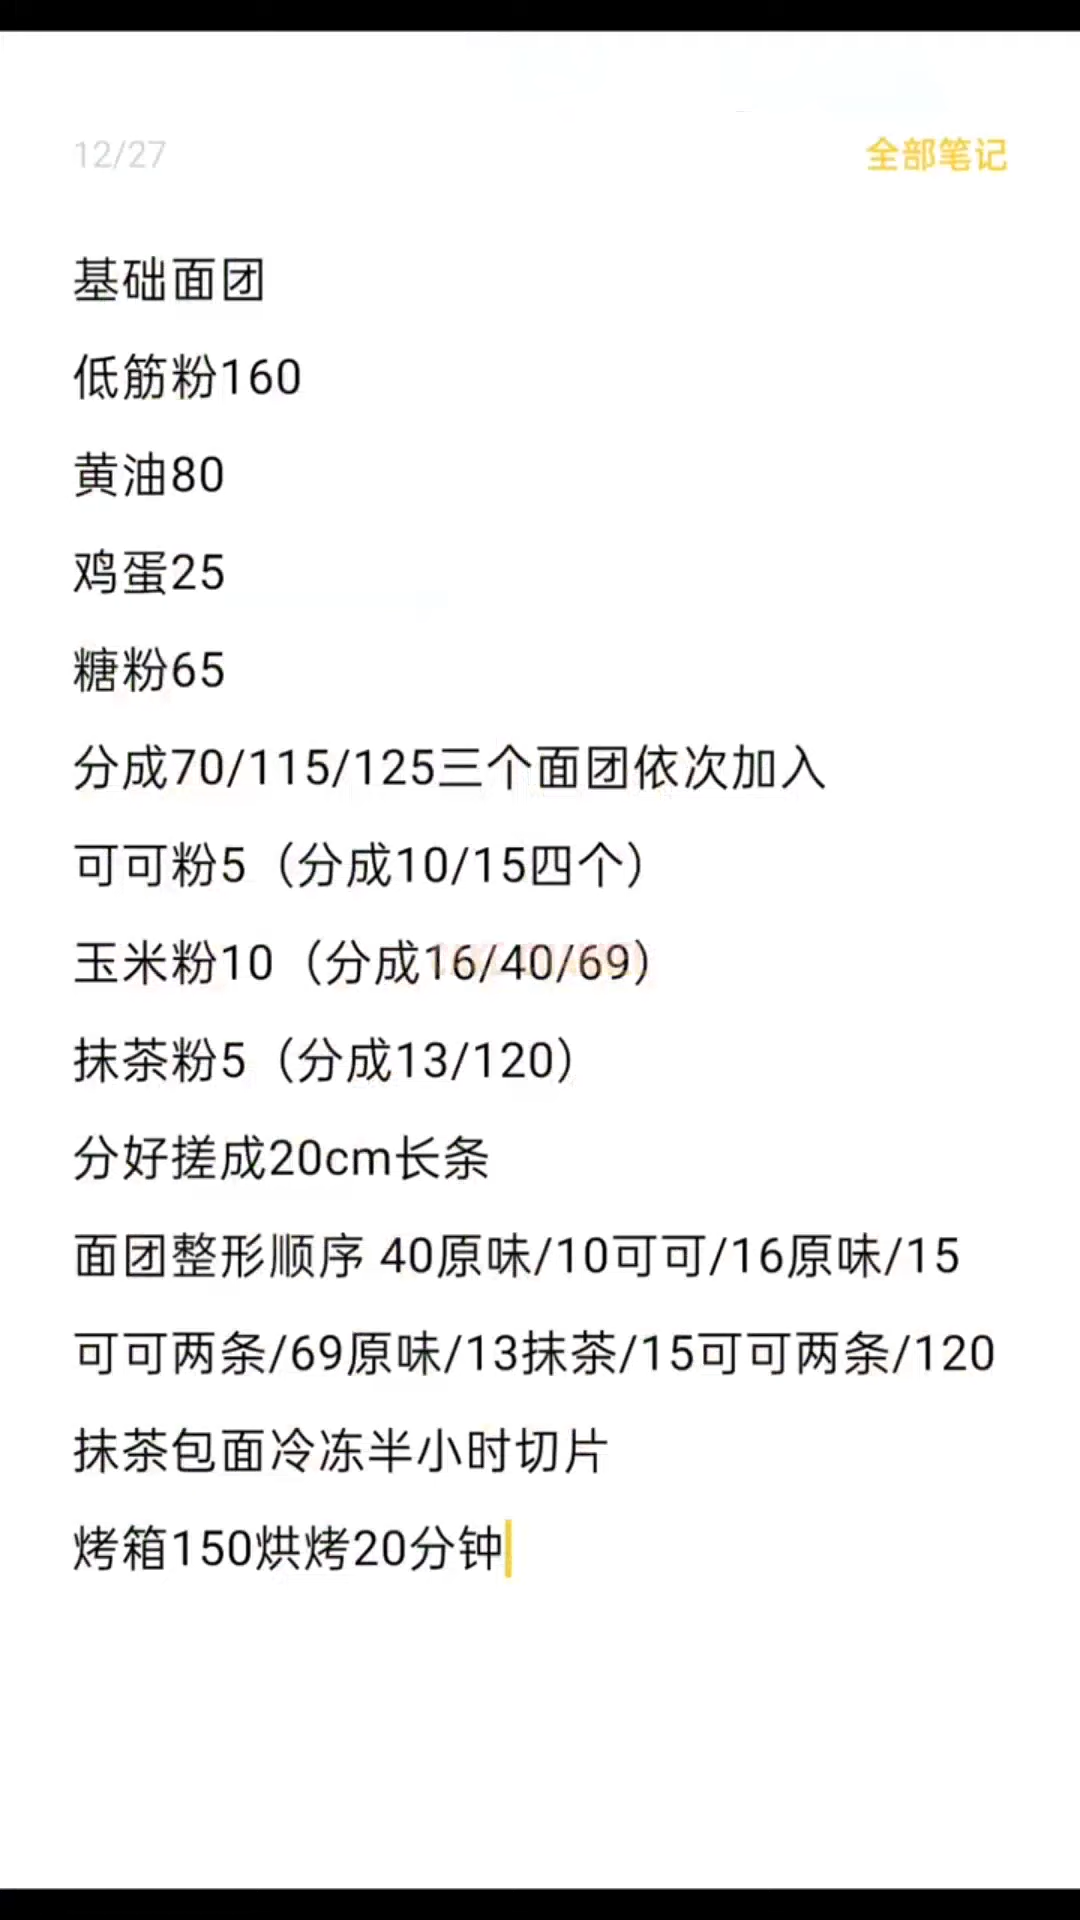 12/27 全部笔记
基础面团
低筋粉160
黄油80
鸡蛋25
糖粉65
分成70/115/125三个面团依次加入
可可粉5（分成10/15四个）
玉米粉10（分成16/40/69）
抹茶粉5（分成13/120）
分好搓成20cm长条
面团整形顺序 40原味/10可可/16原味/15
可可两条/69原味/13抹茶/15可可两条/120
抹茶包面冷冻半小时切片
烤箱150烘烤20分钟